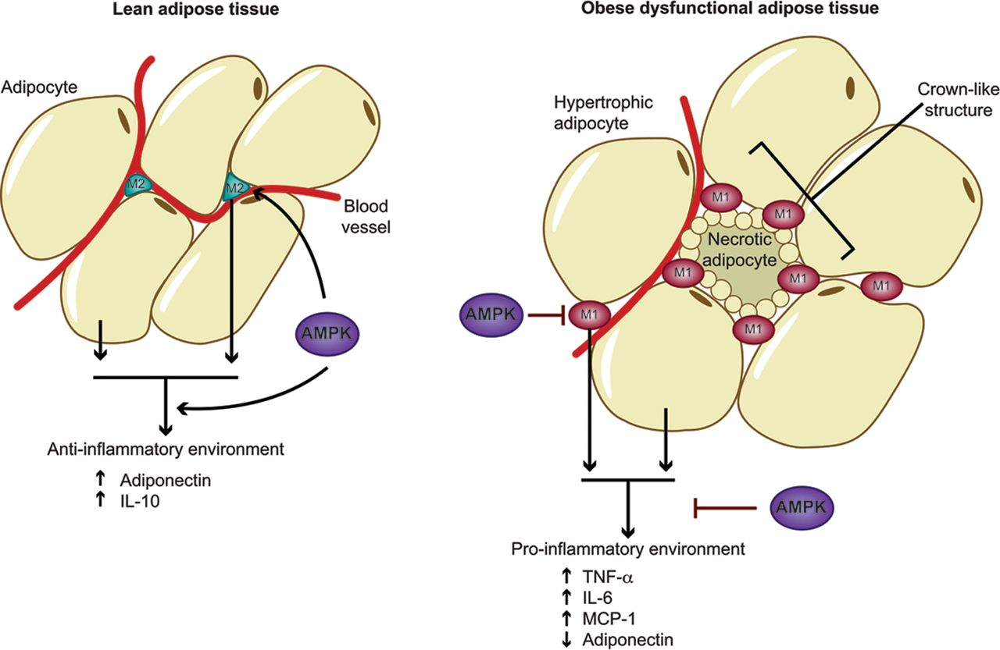 Lean adipose tissue
Adipocyte
M2
M2
Blood
vessel
AMPK
Anti-inflammatory environment
↑ Adiponectin
↑ IL-10
Obese dysfunctional adipose tissue
Hypertrophic
adipocyte
Crown-like
structure
M1
M1
Necrotic
adipocyte
M1
M1
M1
AMPK
M1
M1
AMPK
Pro-inflammatory environment
↑ TNF-α
↑ IL-6
↑ MCP-1
↓ Adiponectin